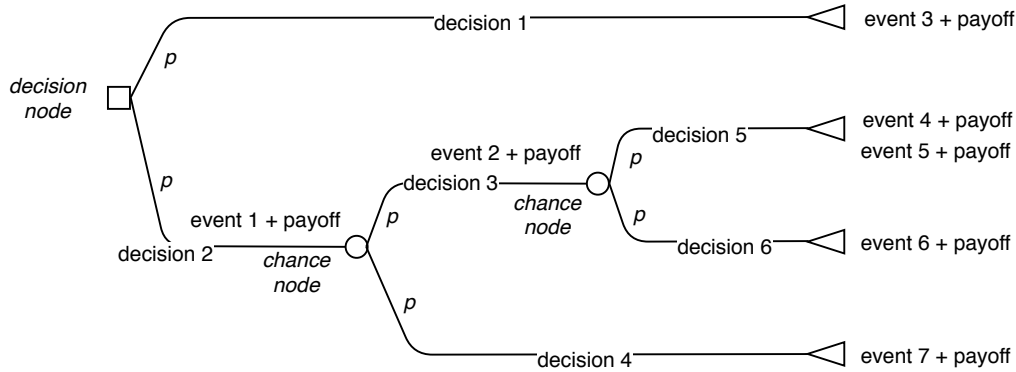 decision 1
event 3 + payoff
p
decision
node
event 4 + payoff
decision 5
event 5 + payoff
event 2 + payoff
p
decision 3
p
chance
node
p
event 1 + payoff
p
decision 2
chance
node
decision 6
event 6 + payoff
p
decision 4
event 7 + payoff